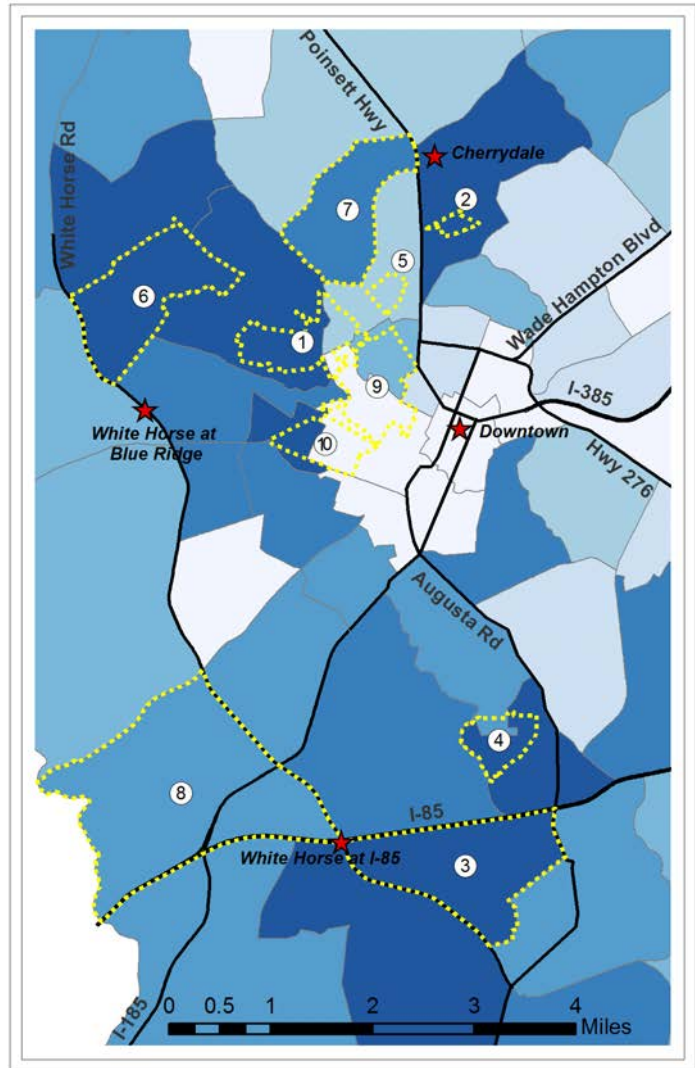 Poinsett Hwy
White Horse Rd
Cherrydale
7
2
5
Wade Hampton Blvd
6
1
9
I-385
White Horse at
Blue Ridge
10
Downtown
Hwy 276
Augusta Rd
4
8
I-85
White Horse at I-85
3
I-185
0 0.5 1 2 3 4
Miles